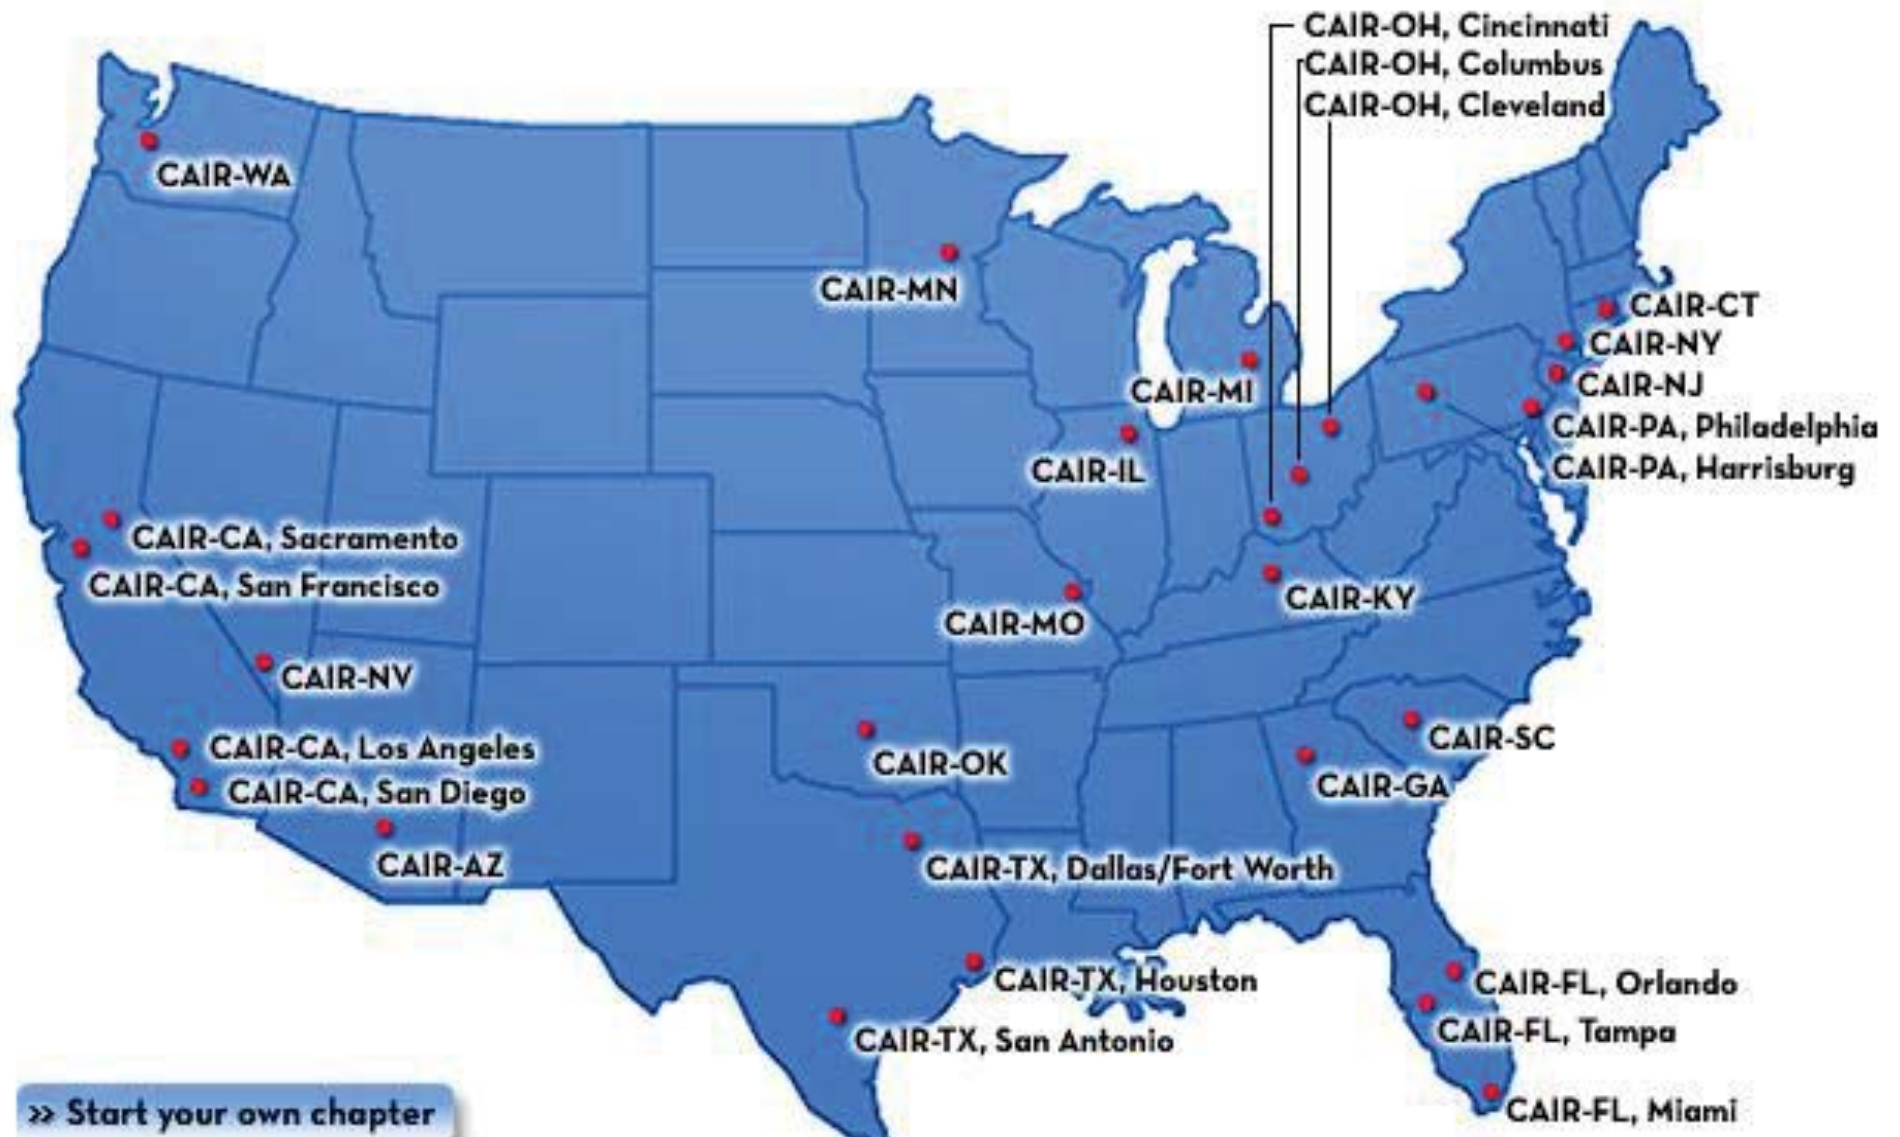 CAIR-OH, Cincinnati
CAIR-OH, Columbus
CAIR-OH, Cleveland
CAIR-WA
CAIR-MN
CAIR-CT
CAIR-NY
CAIR-NJ
CAIR-MI
CAIR-PA, Philadelphia
CAIR-PA, Harrisburg
CAIR-IL
CAIR-CA, Sacramento
CAIR-CA, San Francisco
CAIR-KY
CAIR-MO
CAIR-NV
CAIR-SC
CAIR-CA, Los Angeles
CAIR-OK
CAIR-GA
CAIR-CA, San Diego
CAIR-AZ
CAIR-TX, Dallas/Fort Worth
CAIR-TX, Houston
CAIR-FL, Orlando
CAIR-FL, Tampa
CAIR-TX, San Antonio
CAIR-FL, Miami
>> Start your own chapter